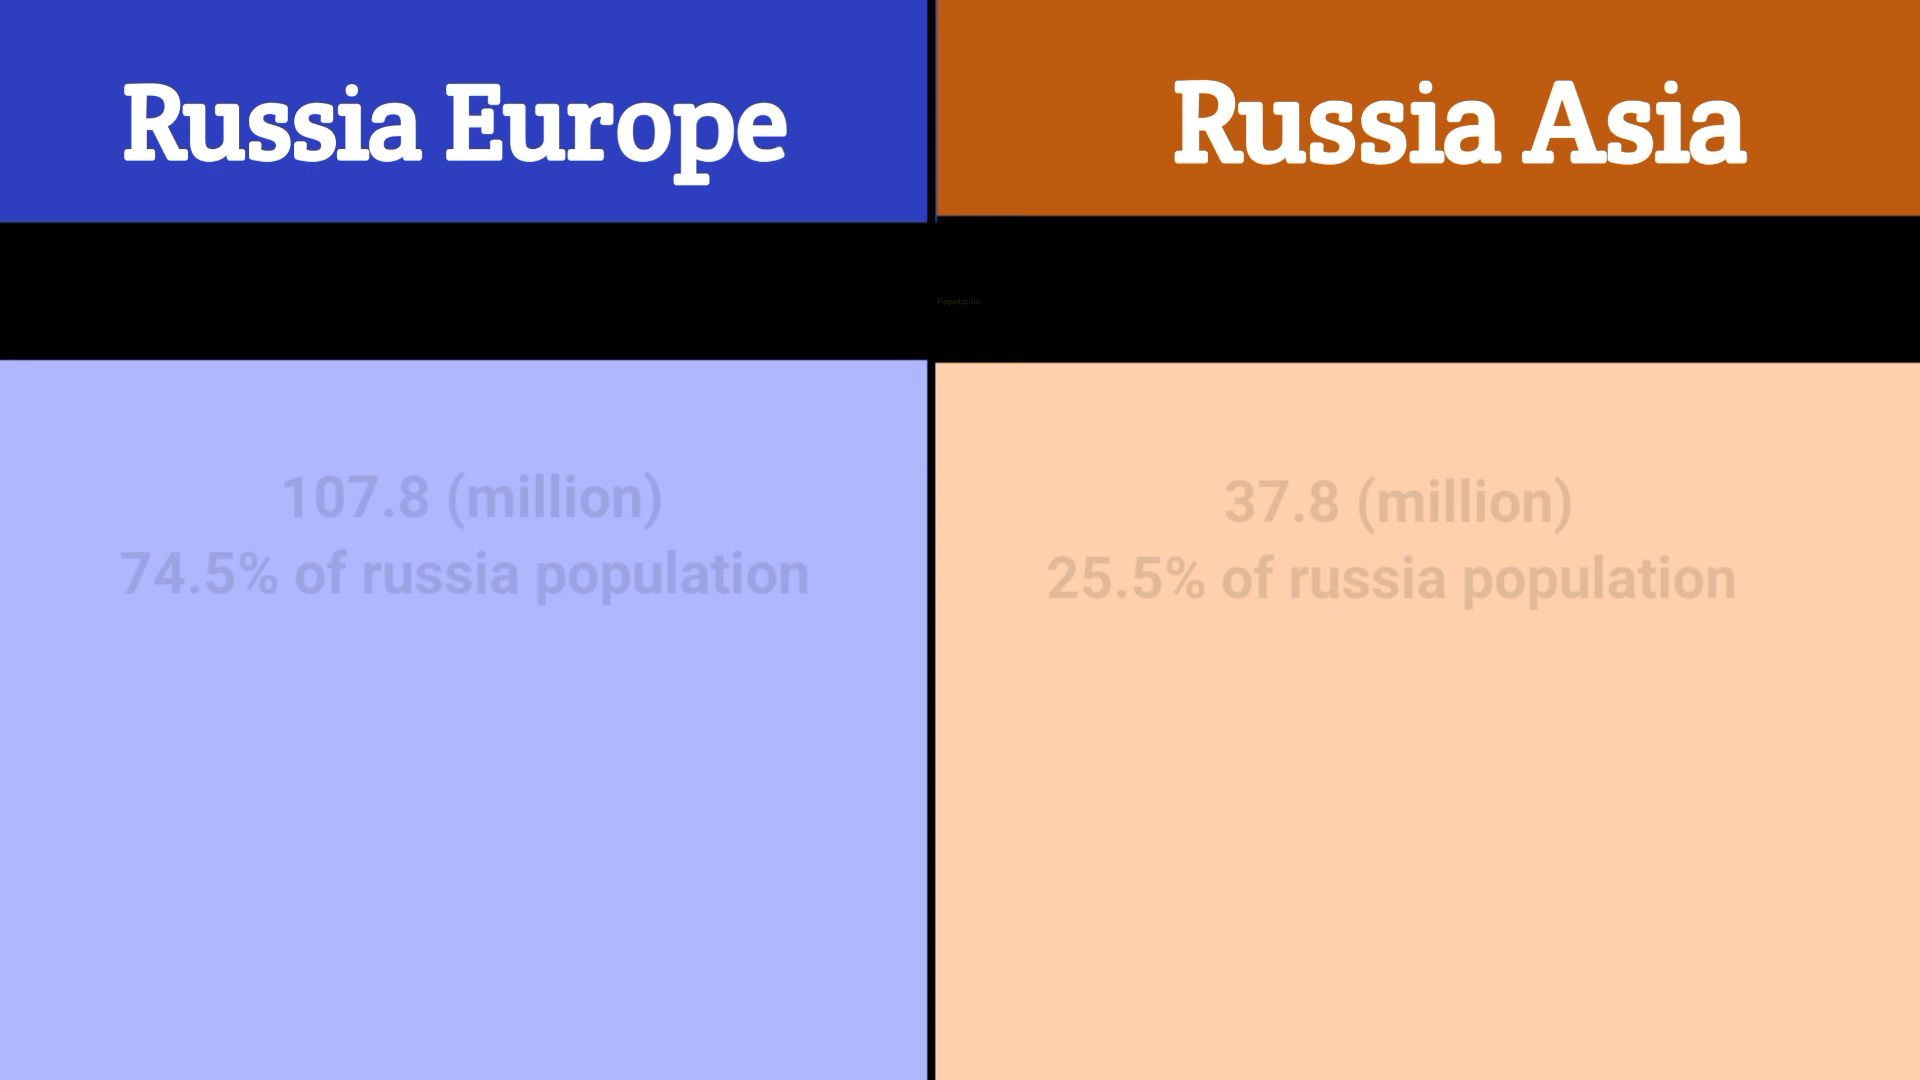 Russia Europe
Russia Asia
Population
107.8 (million)
74.5% of russia population
37.8 (million)
25.5% of russia population